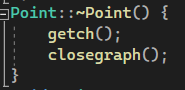 Point::~Point() {
    getch();
    closegraph();
}